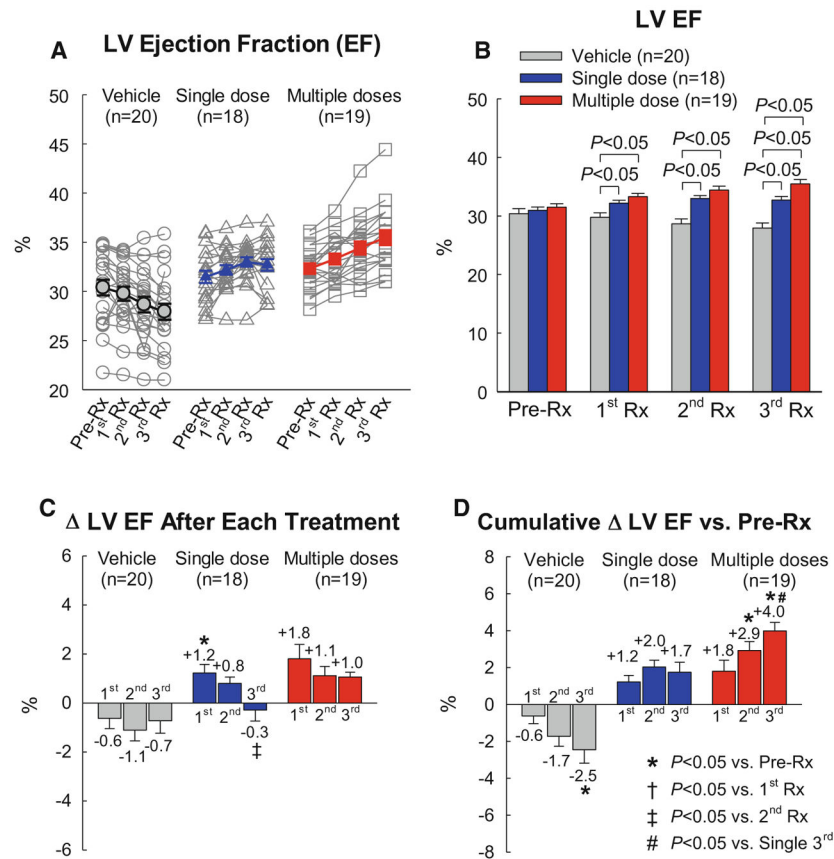 A
LV Ejection Fraction (EF)
Vehicle
(n=20)
Single dose
(n=18)
Multiple doses
(n=19)
50
45
40
35
30
25
20
%
Pre-Rx
1st Rx
2nd Rx
3rd Rx
Pre-Rx
1st Rx
2nd Rx
3rd Rx
Pre-Rx
1st Rx
2nd Rx
3rd Rx
LV EF
B
Vehicle (n=20)
Single dose (n=18)
Multiple dose (n=19)
50
40
30
20
10
0
%
P<0.05
P<0.05
P<0.05
P<0.05
P<0.05
P<0.05
P<0.05
Pre-Rx
1st Rx
2nd Rx
3rd Rx
C
Δ LV EF After Each Treatment
Vehicle
(n=20)
Single dose
(n=18)
Multiple doses
(n=19)
6
4
2
0
-2
-4
-6
%
1st 2nd 3rd
-0.6
-1.1
-0.7
*
+1.2
+0.8
3rd
1st 2nd
-0.3
‡
+1.8
+1.1
+1.0
1st 2nd 3rd
D
Cumulative Δ LV EF vs. Pre-Rx
Vehicle
(n=20)
Single dose
(n=18)
Multiple doses
(n=19)
8
6
4
2
0
-2
-4
-6
-8
%
1st 2nd 3rd
-0.6
-1.7
-2.5
*
+1.2
+2.0
+1.7
1st 2nd 3rd
+1.8
*
+2.9
*#
+4.0
1st 2nd 3rd
* P<0.05 vs. Pre-Rx
† P<0.05 vs. 1st Rx
‡ P<0.05 vs. 2nd Rx
# P<0.05 vs. Single 3rd